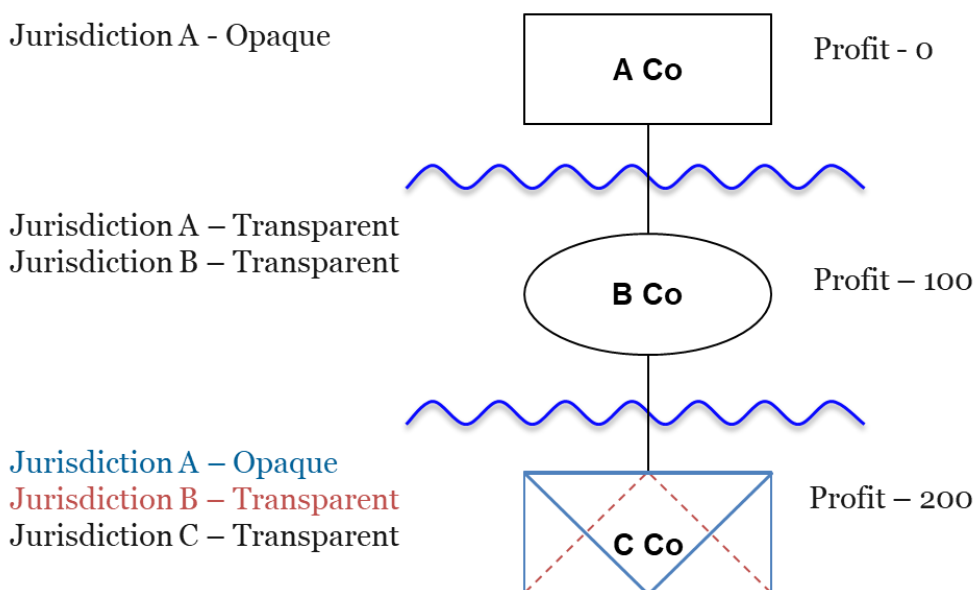 Jurisdiction A - Opaque
A Co
Profit - 0
Jurisdiction A – Transparent
Jurisdiction B – Transparent
B Co
Profit – 100
Jurisdiction A – Opaque
Jurisdiction B – Transparent
Jurisdiction C – Transparent
C Co
Profit – 200